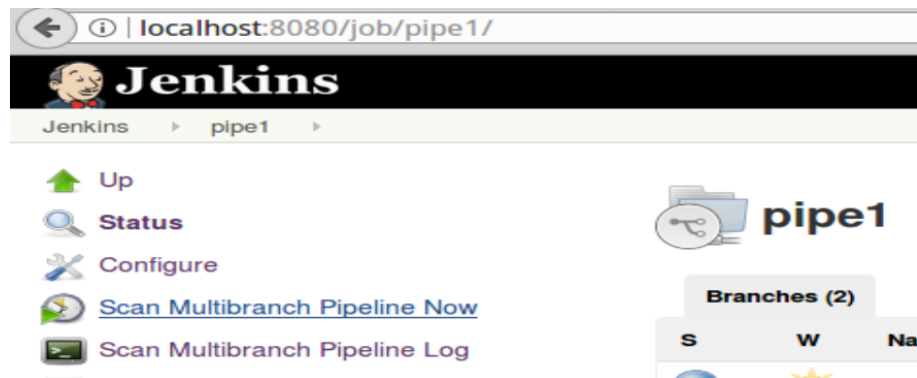 localhost:8080/job/pipe1/
Jenkins
Jenkins pipe1
Up
Status
Configure
Scan Multibranch Pipeline Now
Scan Multibranch Pipeline Log
pipe1
Branches (2)
S W Na